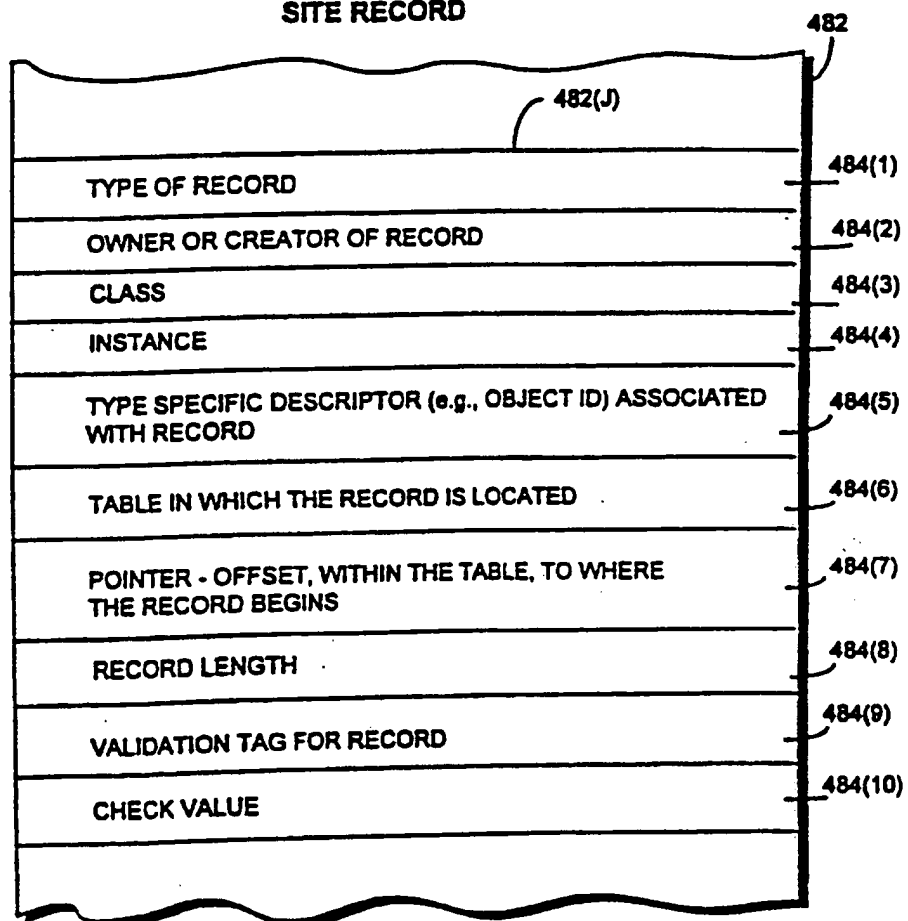 SITE RECORD
482
482(J)
TYPE OF RECORD
484(1)
OWNER OR CREATOR OF RECORD
484(2)
CLASS
484(3)
INSTANCE
484(4)
TYPE SPECIFIC DESCRIPTOR (e.g., OBJECT ID) ASSOCIATED
WITH RECORD
484(5)
TABLE IN WHICH THE RECORD IS LOCATED
484(6)
POINTER - OFFSET, WITHIN THE TABLE, TO WHERE
THE RECORD BEGINS
484(7)
RECORD LENGTH
484(8)
VALIDATION TAG FOR RECORD
484(9)
CHECK VALUE
484(10)